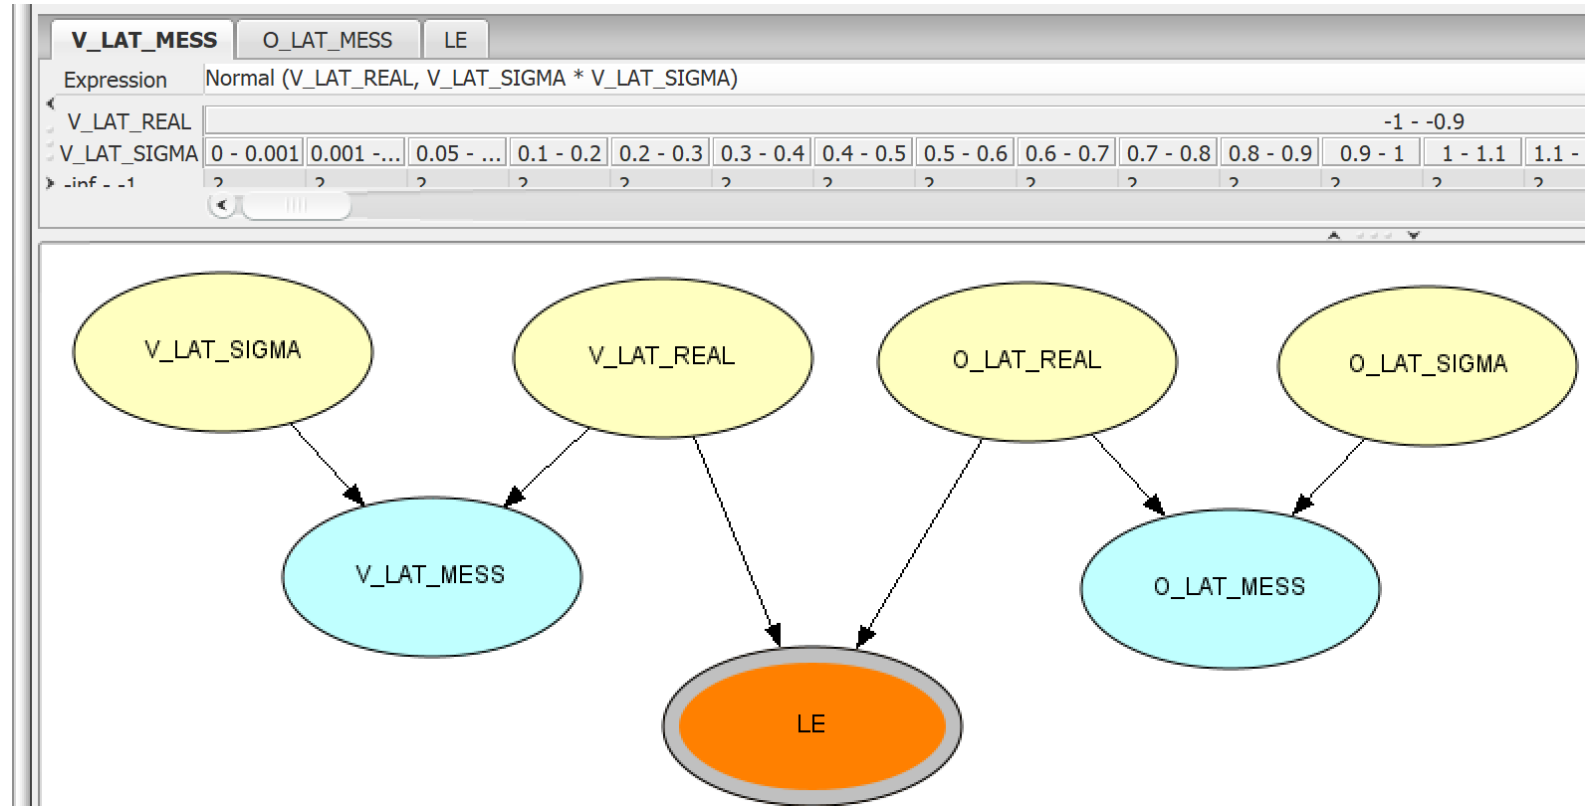 V_LAT_MESS O_LAT_MESS LE
Expression Normal (V_LAT_REAL, V_LAT_SIGMA * V_LAT_SIGMA)
V_LAT_REAL -1 - -0.9
V_LAT_SIGMA 0 - 0.001 0.001 -... 0.05 - ... 0.1 - 0.2 0.2 - 0.3 0.3 - 0.4 0.4 - 0.5 0.5 - 0.6 0.6 - 0.7 0.7 - 0.8 0.8 - 0.9 0.9 - 1 1 - 1.1 1.1 -
-inf - -1 ? ? ? ? ? ? ? ? ? ? ? ? ? ?
V_LAT_SIGMA V_LAT_REAL O_LAT_REAL O_LAT_SIGMA
V_LAT_MESS O_LAT_MESS
LE